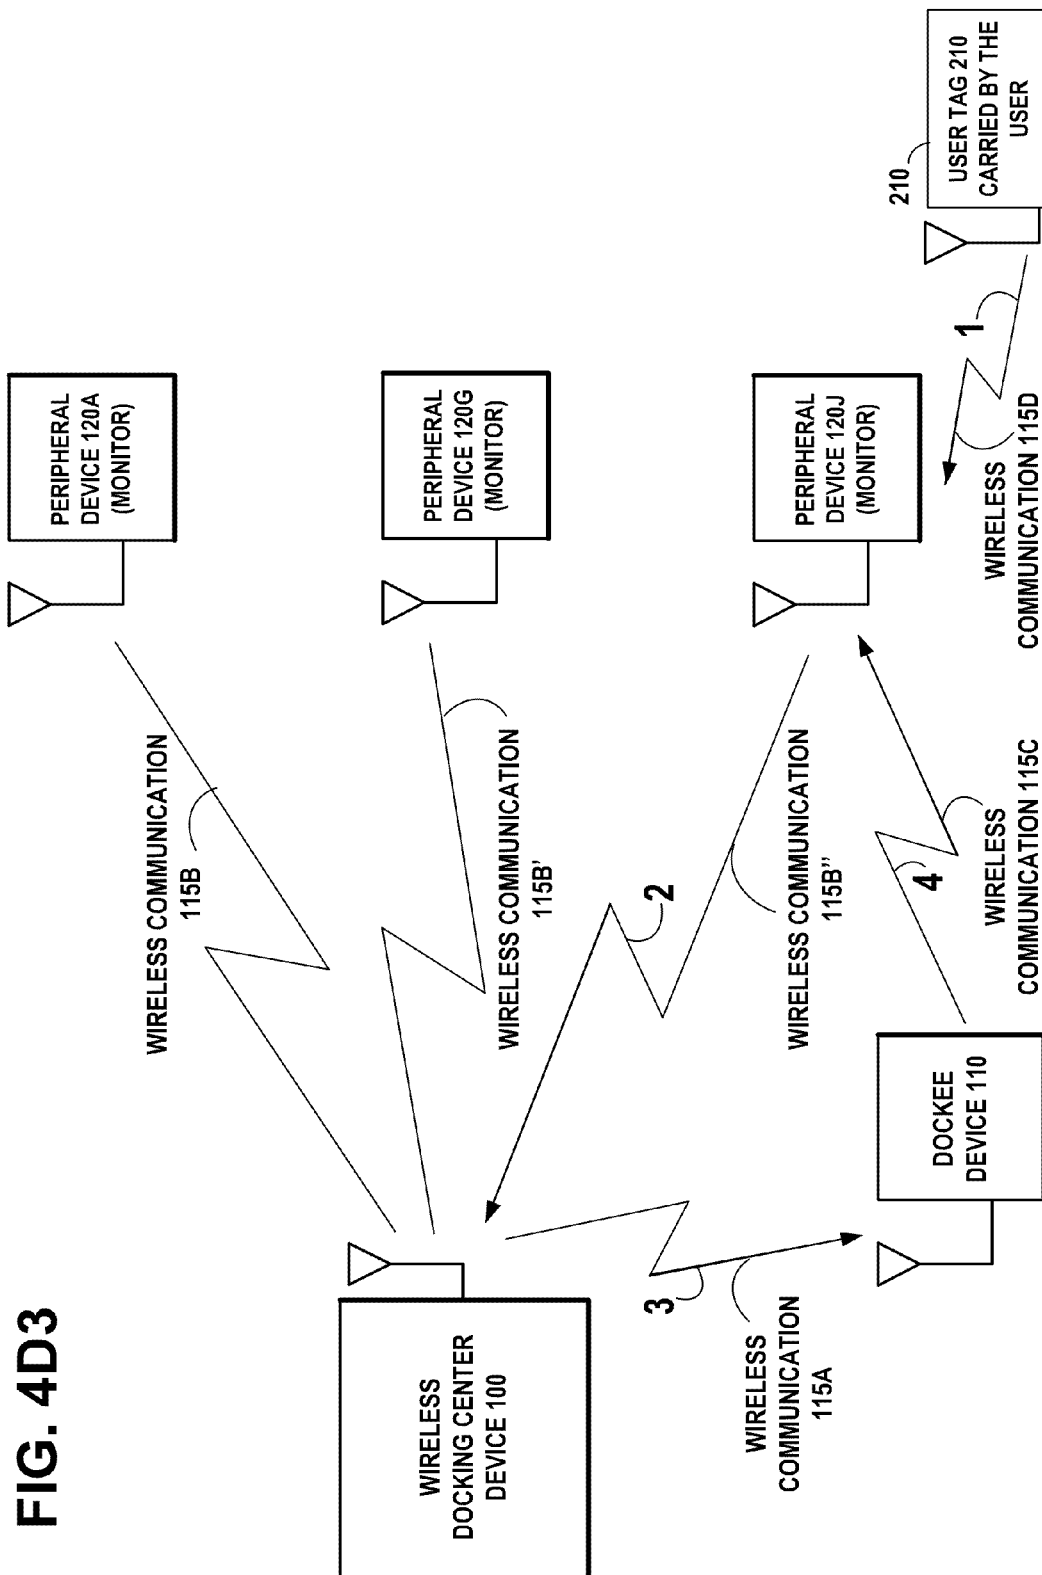 FIG. 4D3
WIRELESS
DOCKING CENTER
DEVICE 100
WIRELESS COMMUNICATION
115B
PERIPHERAL
DEVICE 120A
(MONITOR)
WIRELESS COMMUNICATION
115B'
PERIPHERAL
DEVICE 120G
(MONITOR)
2
WIRELESS COMMUNICATION
115B''
PERIPHERAL
DEVICE 120J
(MONITOR)
3
WIRELESS
COMMUNICATION
115A
DOCKEE
DEVICE 110
4
WIRELESS
COMMUNICATION 115C
1
WIRELESS
COMMUNICATION 115D
210
USER TAG 210
CARRIED BY THE
USER